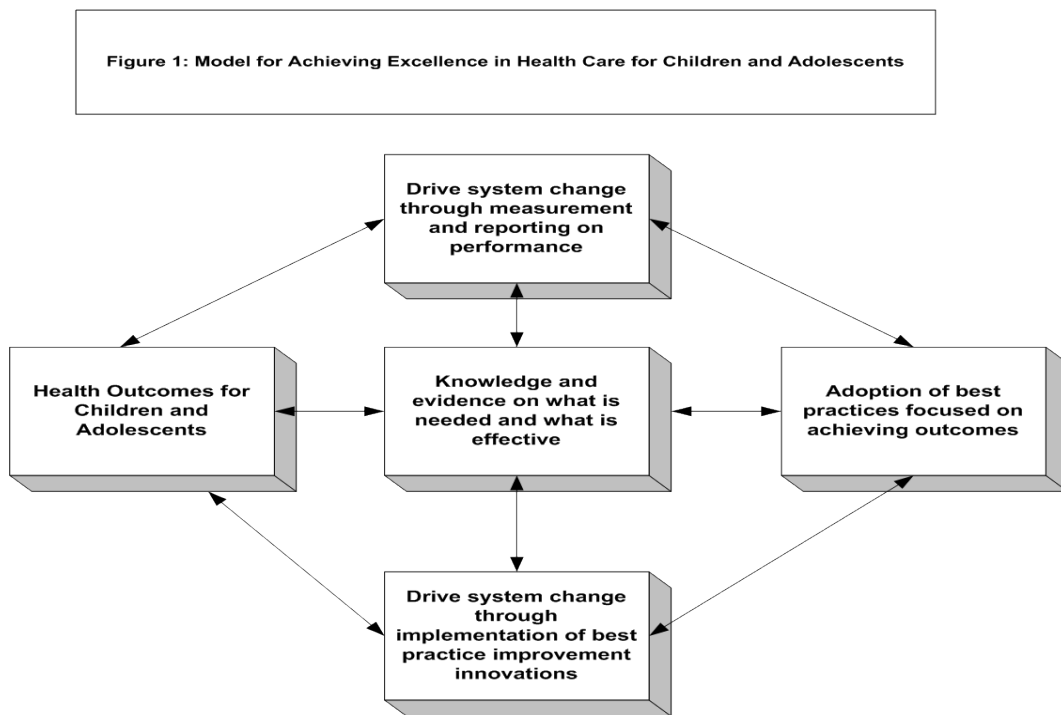 Figure 1: Model for Achieving Excellence in Health Care for Children and Adolescents
Drive system change
through measurement
and reporting on
performance
Health Outcomes for
Children and
Adolescents
Knowledge and
evidence on what is
needed and what is
effective
Adoption of best
practices focused on
achieving outcomes
Drive system change
through
implementation of best
practice improvement
innovations